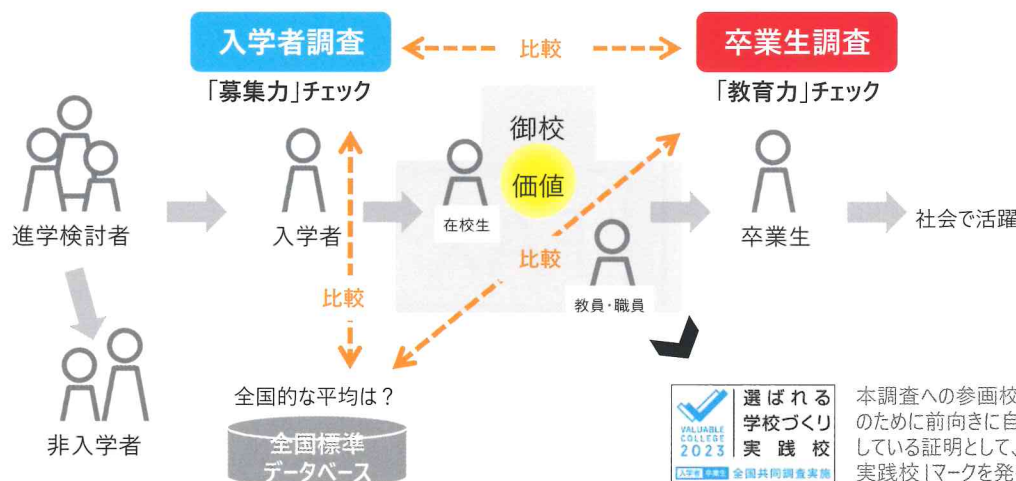 入学者調査
比較
卒業生調査
「募集力」チェック
「教育力」チェック
御校
価値
進学検討者
入学者
在校生
卒業生
社会で活躍
比較
比較
教員・職員
非入学者
全国的な平均は？
全国標準
データベース
VALUABLE
COLLEGE
2023
選ばれる
学校づくり
実践校
入学者 卒業生 全国共同調査実施
本調査への参画校
のために前向きに自
している証明として、
実践校」マークを発